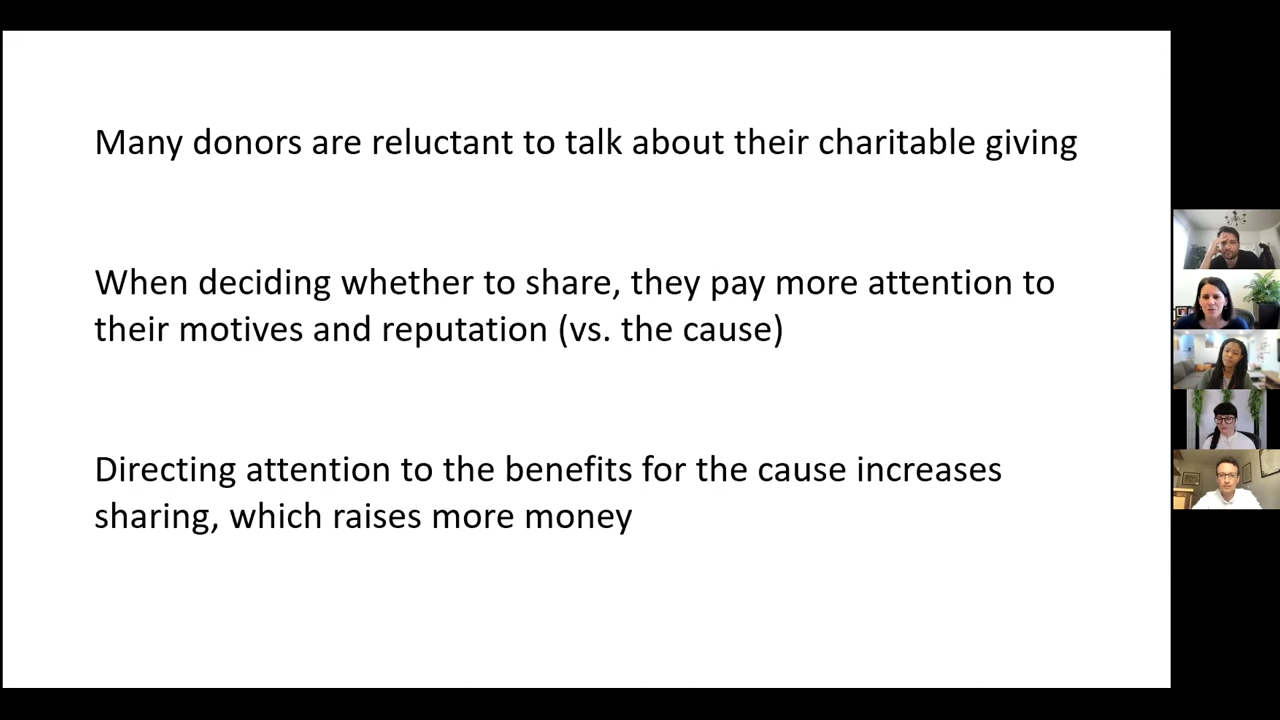 Many donors are reluctant to talk about their charitable giving
When deciding whether to share, they pay more attention to
their motives and reputation (vs. the cause)
Directing attention to the benefits for the cause increases
sharing, which raises more money